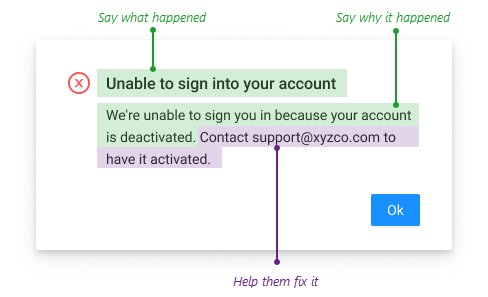 Say what happened
Say why it happened
Unable to sign into your account
We're unable to sign you in because your account
is deactivated. Contact support@xyzco.com to
have it activated.
Ok
Help them fix it